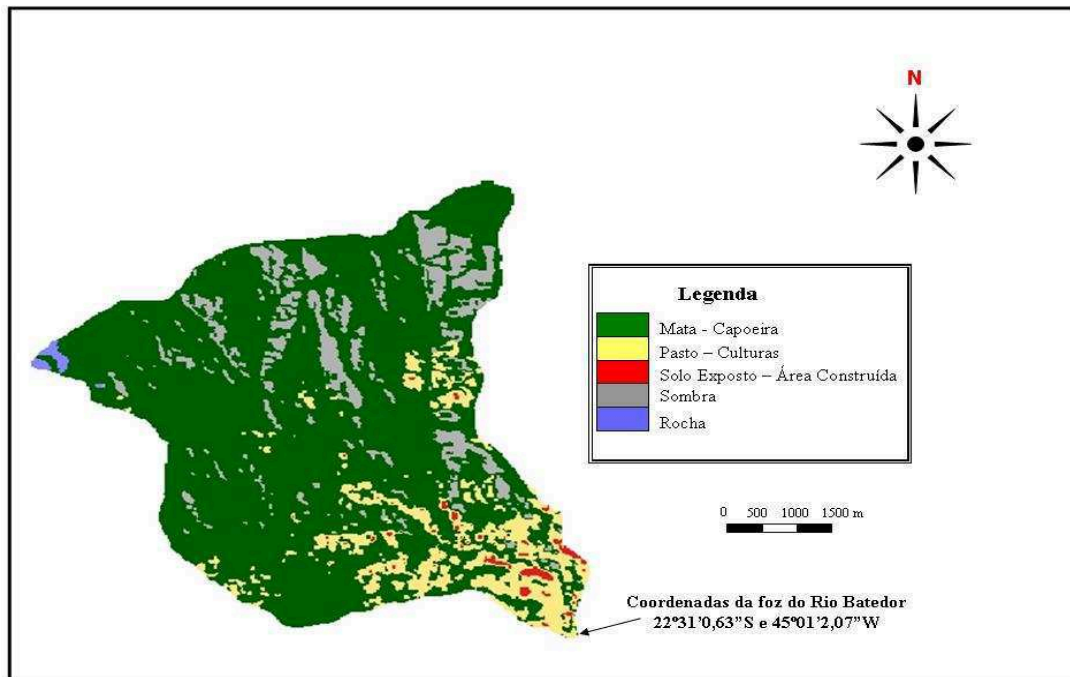 N
Legenda
Mata - Capoeira
Pasto – Culturas
Solo Exposto – Área Construída
Sombra
Rocha
0 500 1000 1500 m
Coordenadas da foz do Rio Batedor
22º31'0,63”S e 45º01'2,07”W